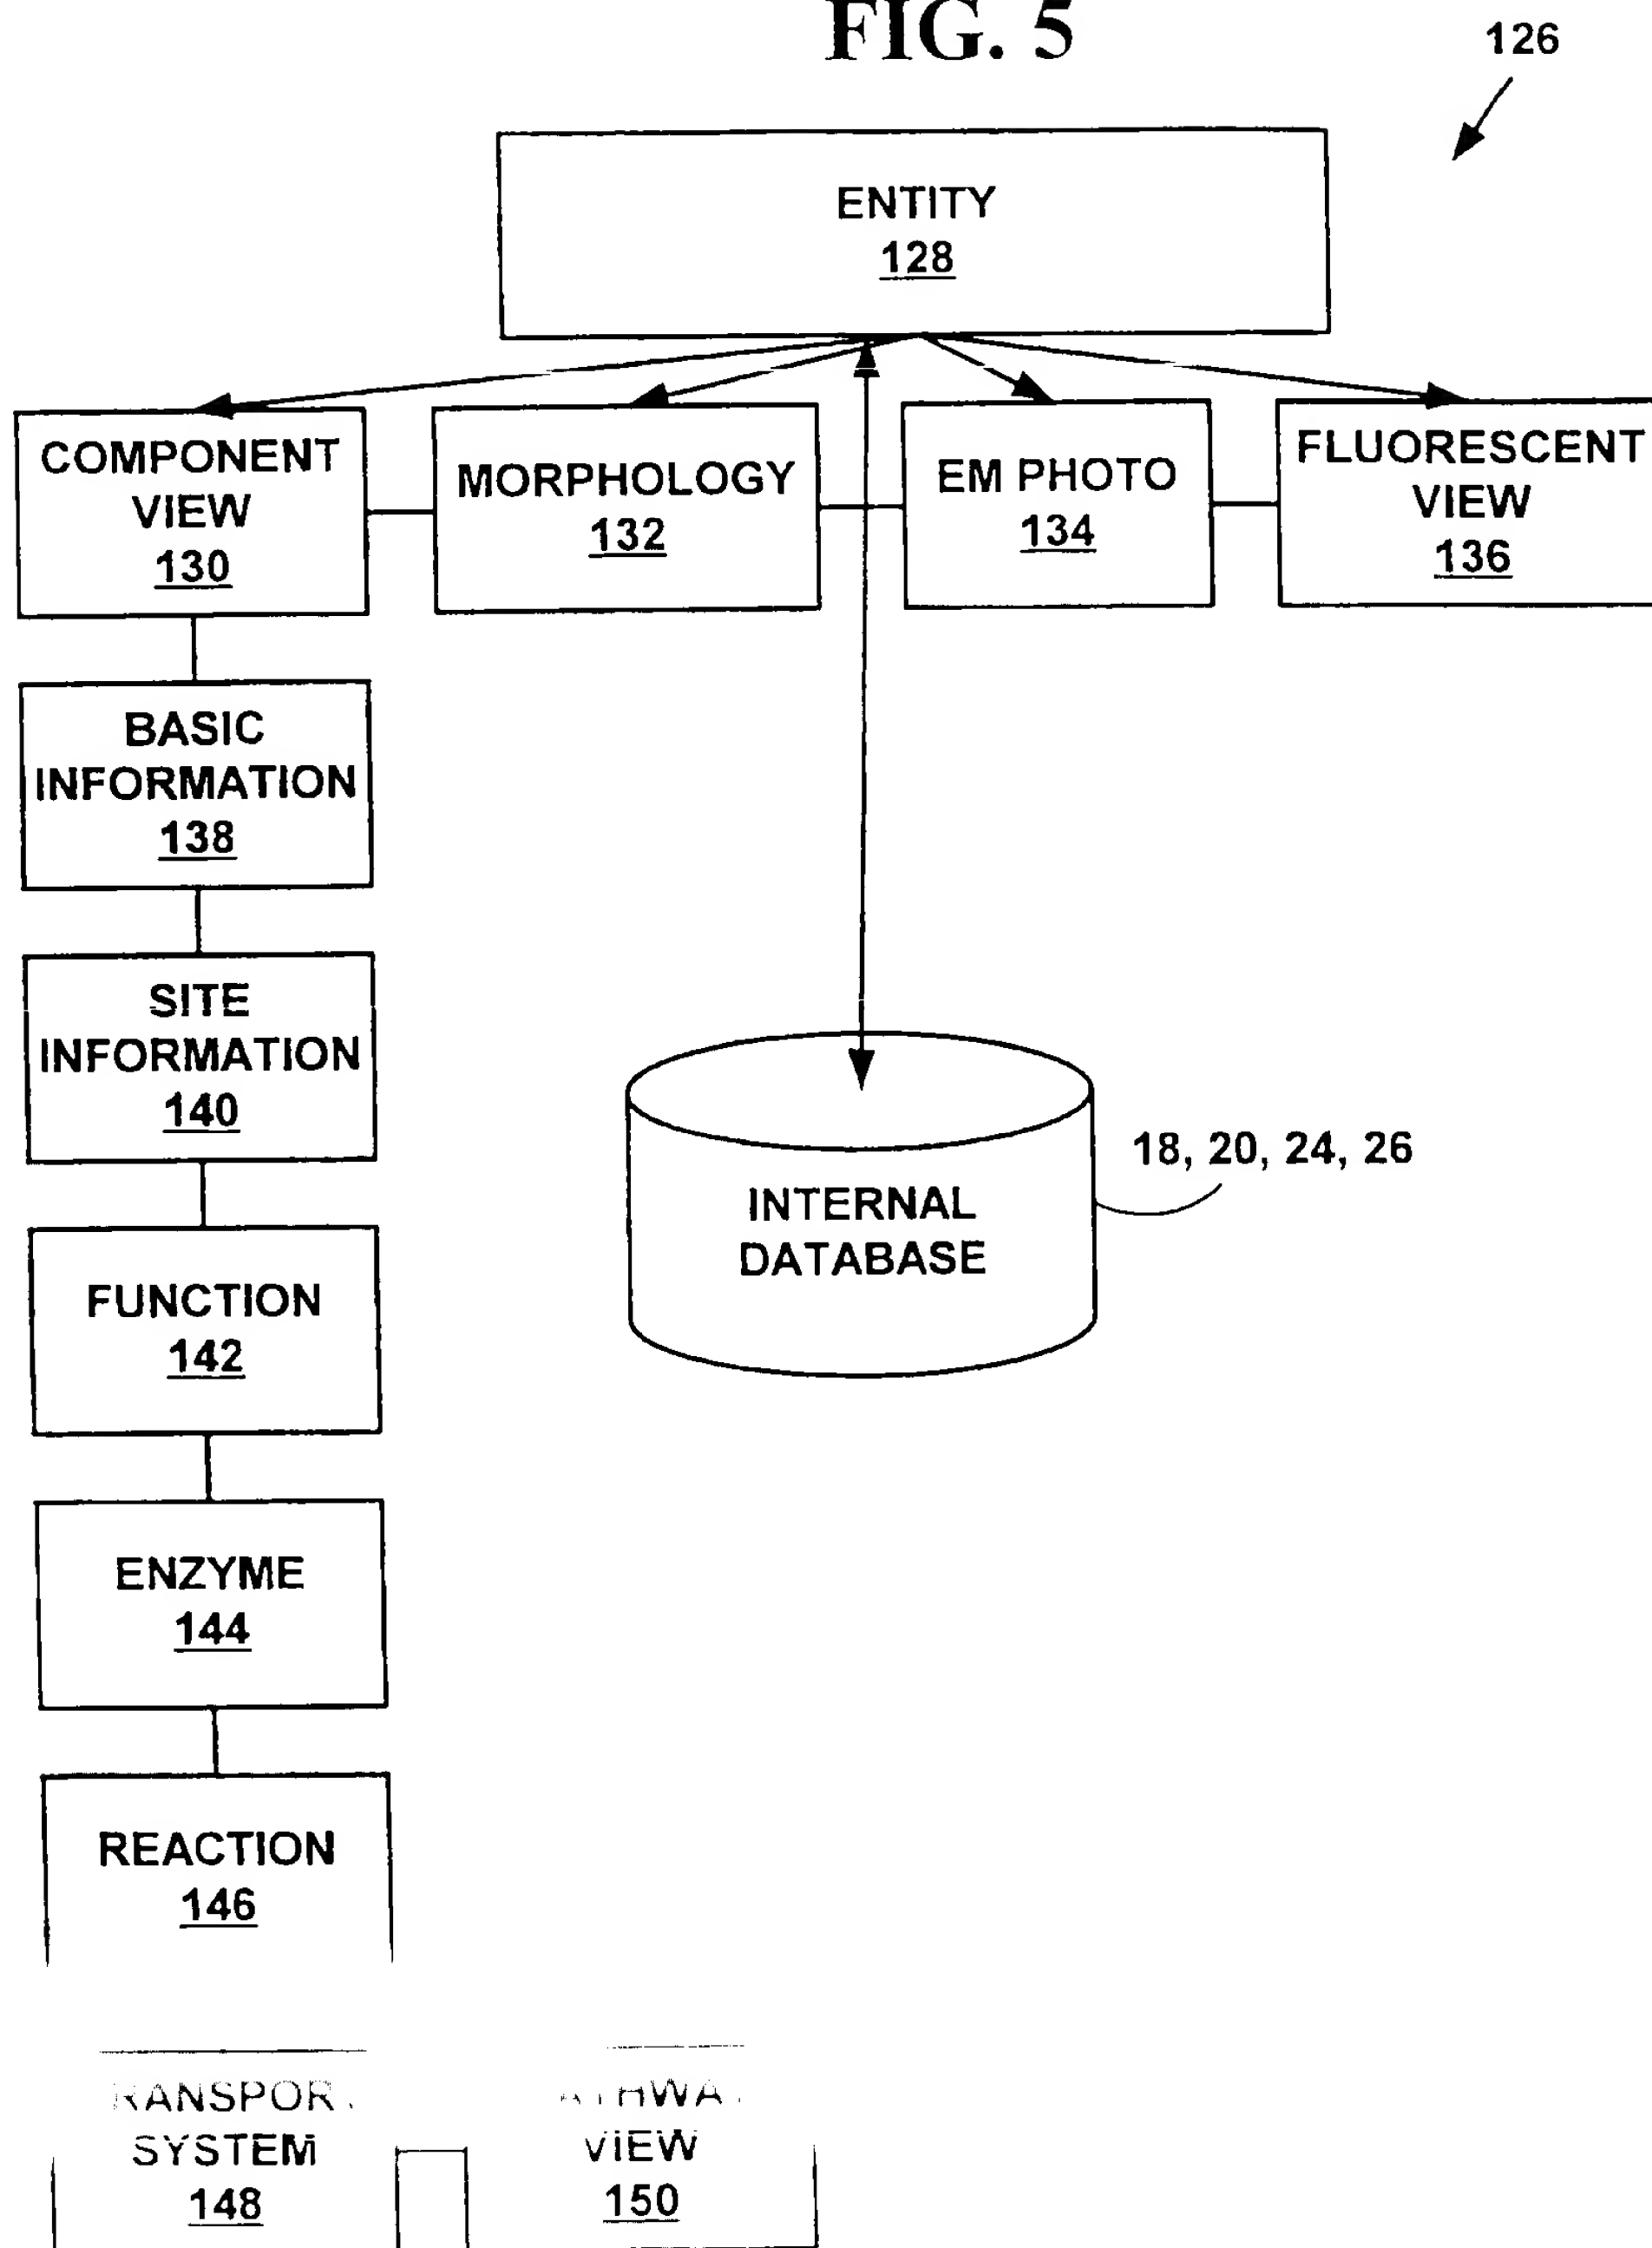 FIG. 5
126
ENTITY
128
COMPONENT
VIEW
130
MORPHOLOGY
132
EM PHOTO
134
FLUORESCENT
VIEW
136
BASIC
INFORMATION
138
SITE
INFORMATION
140
18, 20, 24, 26
INTERNAL
DATABASE
FUNCTION
142
ENZYME
144
REACTION
146
SYSTEM
148
VIEW
150